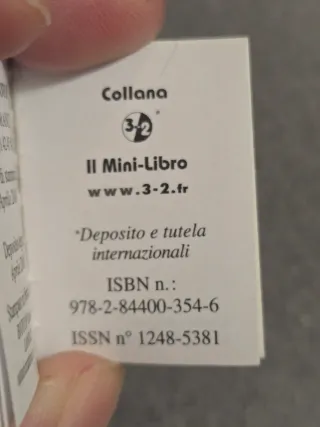 Collana
3-2
*
Il Mini-Libro
www.3-2.fr
*Deposito e tutela
internazionali
ISBN n.:
978-2-84400-354-6
ISSN n° 1248-5381